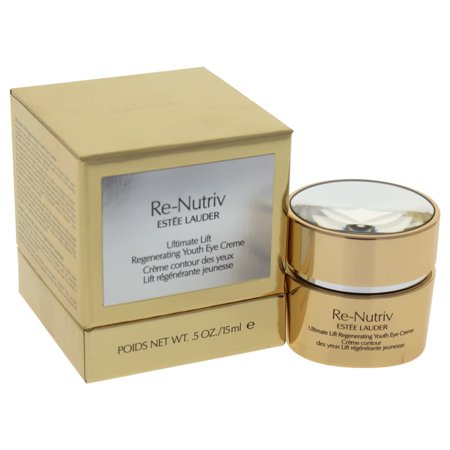 Re-Nutriv
ESTĒE LAUDER
Ultimate Lift
Regenerating Youth Eye Creme
Crème contour des yeux
Lift régénérante jeunesse
POIDS NET WT. .5 OZ./15ml e
Re-Nutriv
ESTĒE LAUDER
Ultimate Lift Regenerating Youth Eye Creme
Crème contour
des yeux Lift régénérante jeunesse